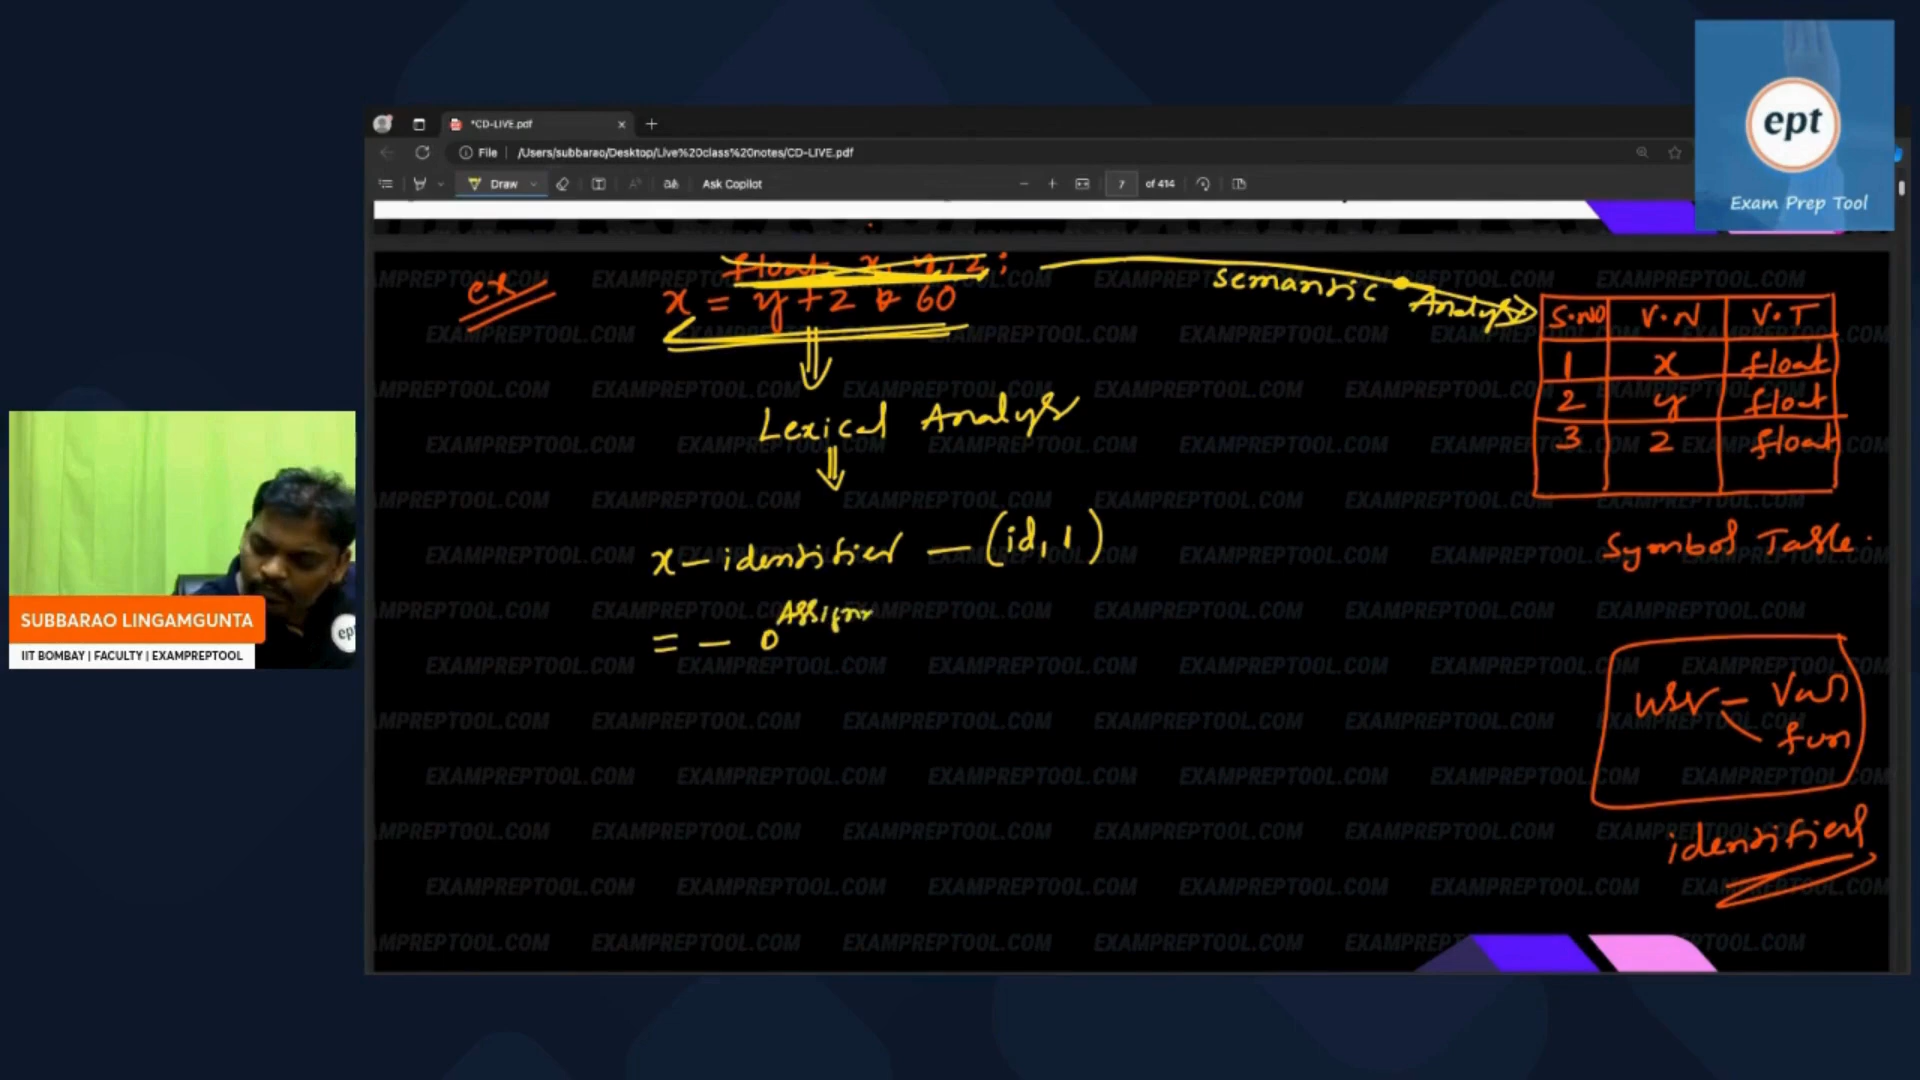 ept
Exam Prep Tool
*CD-LIVE.pdf
File /Users/subbarao/Desktop/Live%20class%20notes/CD-LIVE.pdf
Draw Ask Copilot 7 of 414
ex
float x, y, z;
x = y + z * 60
semantic Analysis
S.NO V.N V.T
1 x float
2 y float
3 z float
Symbol Table.
Lexical Analysis
x - identifier - (id, 1)
= - Assign
usr - Var
fun
identifier
SUBBARAO LINGAMGUNTA
IIT BOMBAY | FACULTY | EXAMPREPTOOL
EXAMPREPTOOL.COM